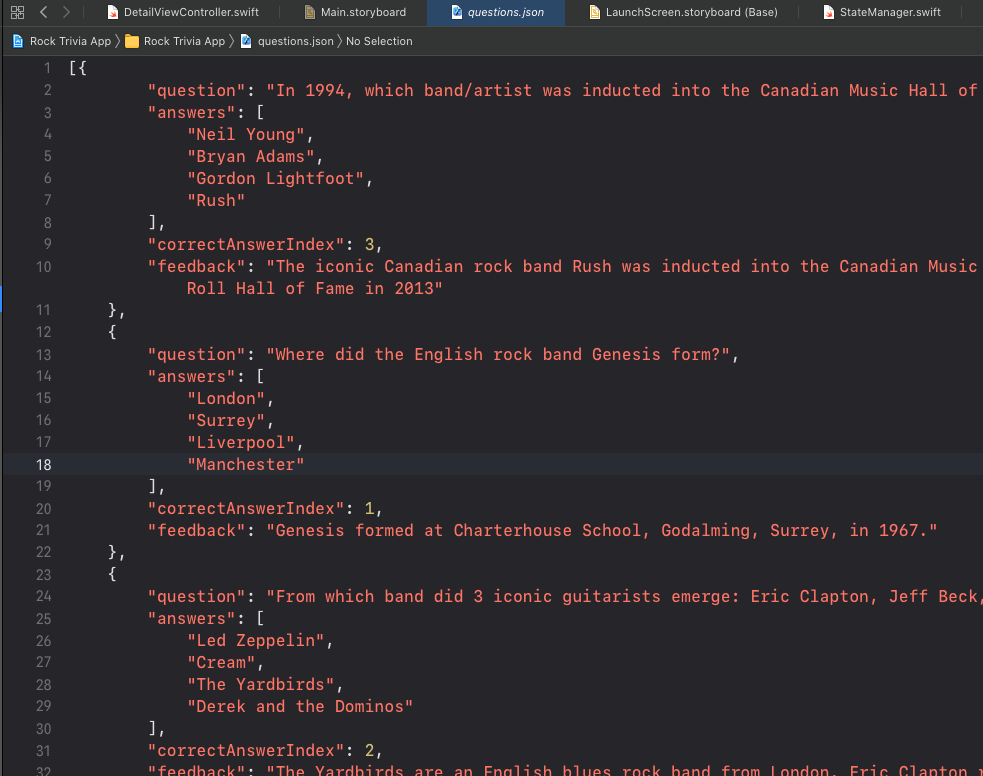 DetailViewController.swift Main.storyboard questions.json LaunchScreen.storyboard (Base) StateManager.swift
Rock Trivia App Rock Trivia App questions.json No Selection
1 [{
2 "question": "In 1994, which band/artist was inducted into the Canadian Music Hall of
3 "answers": [
4 "Neil Young",
5 "Bryan Adams",
6 "Gordon Lightfoot",
7 "Rush"
8 ],
9 "correctAnswerIndex": 3,
10 "feedback": "The iconic Canadian rock band Rush was inducted into the Canadian Music
Roll Hall of Fame in 2013"
11 },
12 {
13 "question": "Where did the English rock band Genesis form?",
14 "answers": [
15 "London",
16 "Surrey",
17 "Liverpool",
18 "Manchester"
19 ],
20 "correctAnswerIndex": 1,
21 "feedback": "Genesis formed at Charterhouse School, Godalming, Surrey, in 1967."
22 },
23 {
24 "question": "From which band did 3 iconic guitarists emerge: Eric Clapton, Jeff Beck,
25 "answers": [
26 "Led Zeppelin",
27 "Cream",
28 "The Yardbirds",
29 "Derek and the Dominos"
30 ],
31 "correctAnswerIndex": 2,
32 "feedback": "The Yardbirds are an English blues rock band from London. Eric Clapton